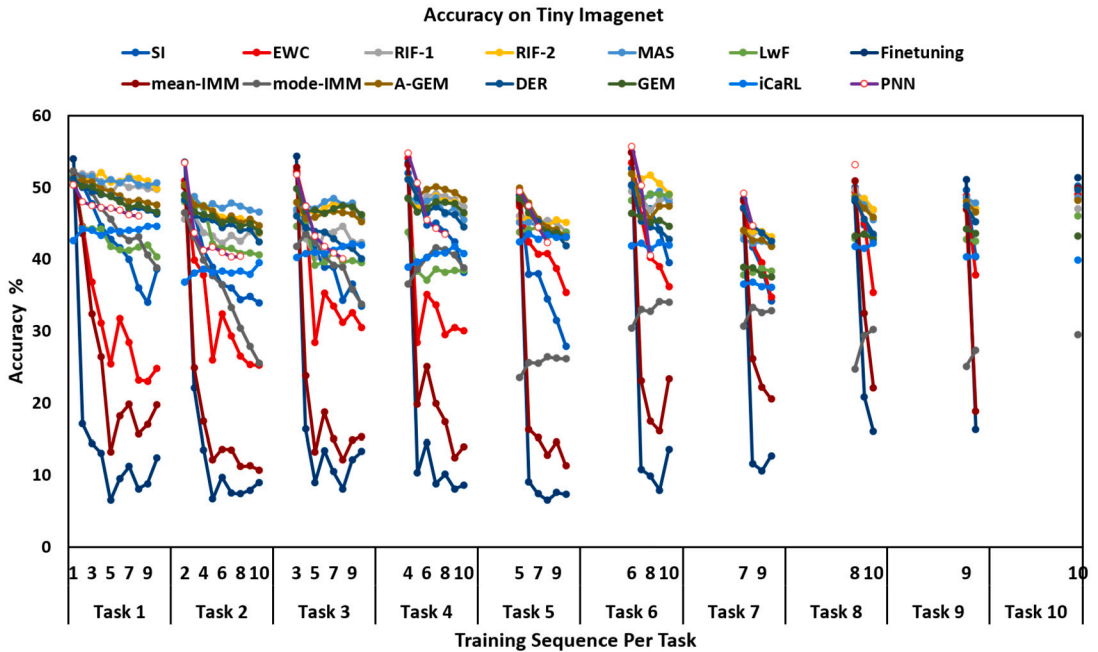 Accuracy on Tiny Imagenet
SI EWC RIF-1 RIF-2 MAS LwF Finetuning
mean-IMM mode-IMM A-GEM DER GEM iCaRL PNN
Accuracy %
60
50
40
30
20
10
0
1 3 5 7 9 2 4 6 8 10 3 5 7 9 4 6 8 10 5 7 9 6 8 10 7 9 8 10 9 10
Task 1 Task 2 Task 3 Task 4 Task 5 Task 6 Task 7 Task 8 Task 9 Task 10
Training Sequence Per Task